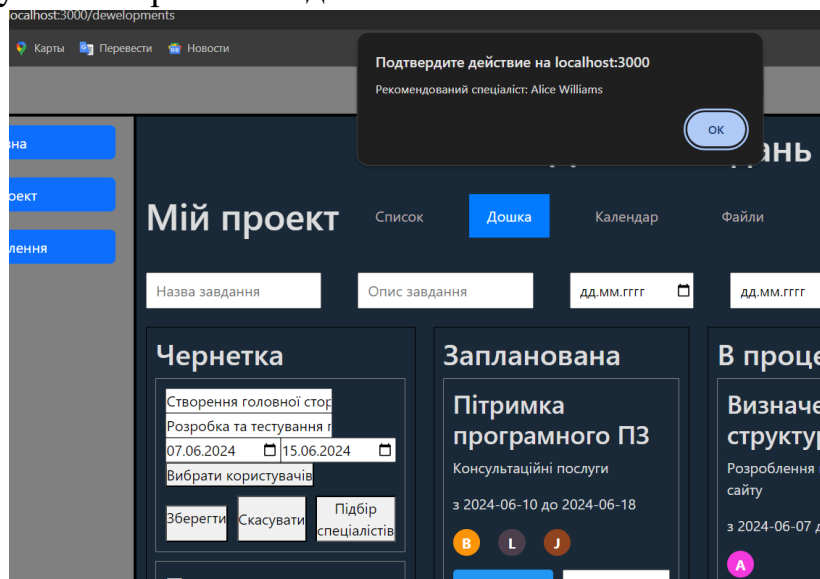 localhost:3000/dewelopments
Карты Перевести Новости
Подтвердите действие на localhost:3000
Рекомендований спеціаліст: Alice Williams
ОК
Мій проект Список Дошка Календар Файли
Назва завдання Опис завдання дд.мм.гггг дд.мм.гггг
Чернетка
Створення головної стор
Розробка та тестування
07.06.2024 15.06.2024
Вибрати користувачів
Зберегти Скасувати Підбір спеціалістів
Запланована
Пітримка
програмного ПЗ
Консультаційні послуги
з 2024-06-10 до 2024-06-18
B L J
В проце
Визначе
структур
Розроблення
сайту
з 2024-06-07
A